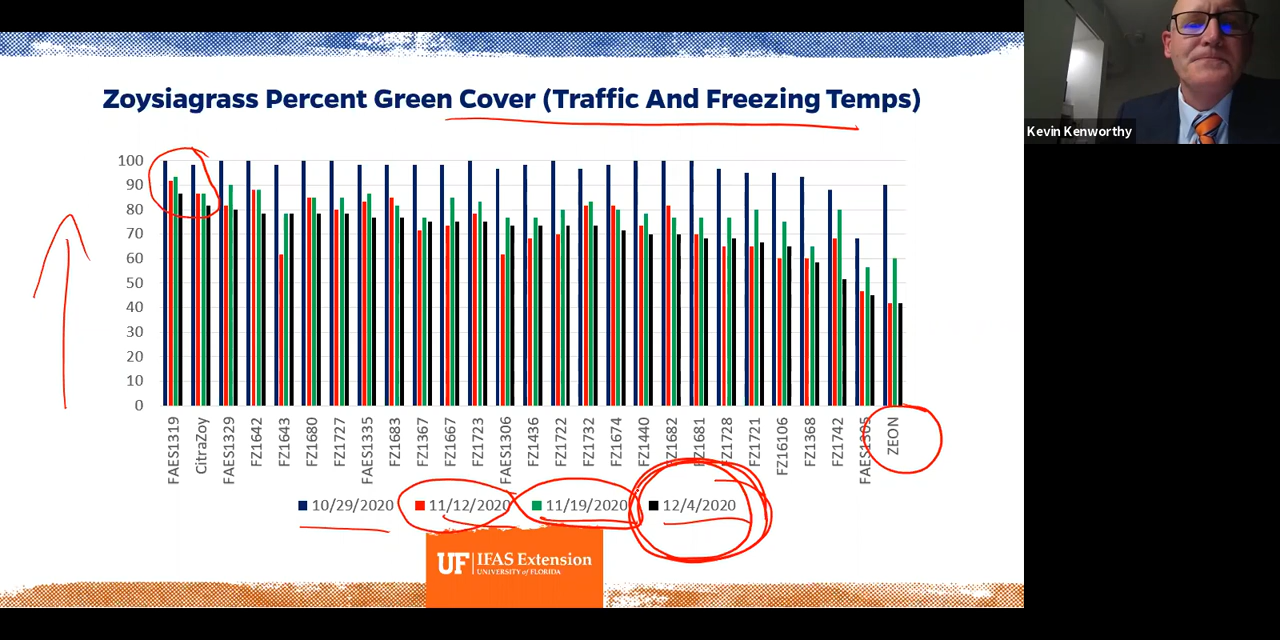 Zoysiagrass Percent Green Cover (Traffic And Freezing Temps)
Kevin Kenworthy
100
90
80
70
60
50
40
30
20
10
0
FAES1319
CitraZoy
FAES1329
FZ1642
FZ1643
FZ1680
FZ1727
FAES1335
FZ1683
FZ1367
FZ1667
FZ1723
FAES1306
FZ1436
FZ1722
FZ1732
FZ1674
FZ1440
FZ1682
FZ1681
FZ1728
FZ1721
FZ16106
FZ1368
FZ1742
FAES1305
ZEON
10/29/2020 11/12/2020 11/19/2020 12/4/2020
UF IFAS Extension
UNIVERSITY of FLORIDA